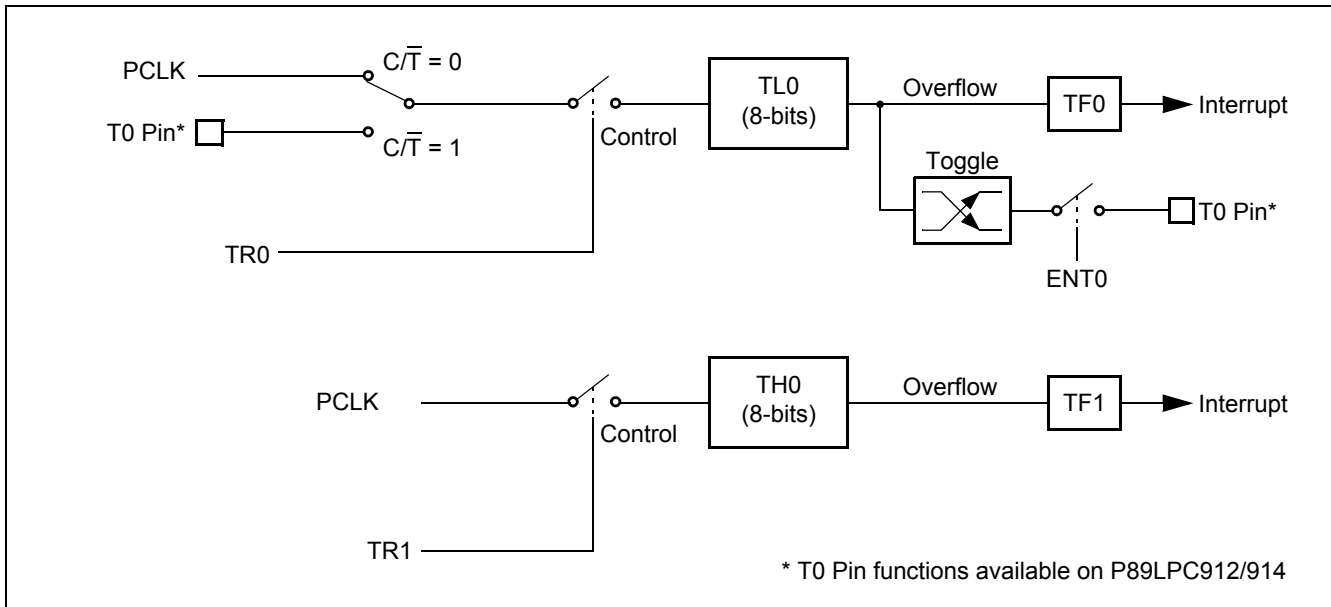 PCLK
C/T̅ = 0
T0 Pin*
C/T̅ = 1
Control
TR0
TL0
(8-bits)
Overflow
TF0
Interrupt
Toggle
T0 Pin*
ENT0
PCLK
Control
TR1
TH0
(8-bits)
Overflow
TF1
Interrupt
* T0 Pin functions available on P89LPC912/914